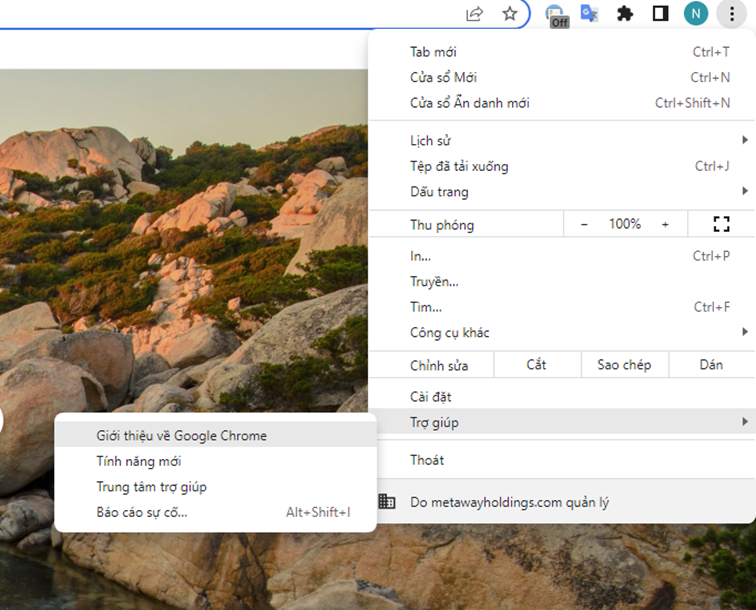 Off
N
Tab mới Ctrl+T
Cửa sổ Mới Ctrl+N
Cửa sổ Ẩn danh mới Ctrl+Shift+N
Lịch sử
Tệp đã tải xuống Ctrl+J
Dấu trang
Thu phóng − 100% +
In... Ctrl+P
Truyền...
Tìm... Ctrl+F
Công cụ khác
Chỉnh sửa Cắt Sao chép Dán
Cài đặt
Trợ giúp
Giới thiệu về Google Chrome
Tính năng mới
Trung tâm trợ giúp
Báo cáo sự cố... Alt+Shift+I
Thoát
Do metawayholdings.com quản lý